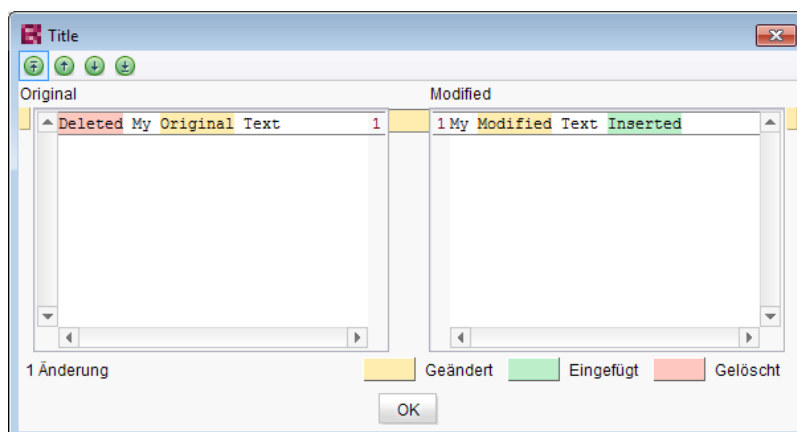 Title
Original Modified
Deleted My Original Text 1 1 My Modified Text Inserted
1 Änderung Geändert Eingefügt Gelöscht
OK